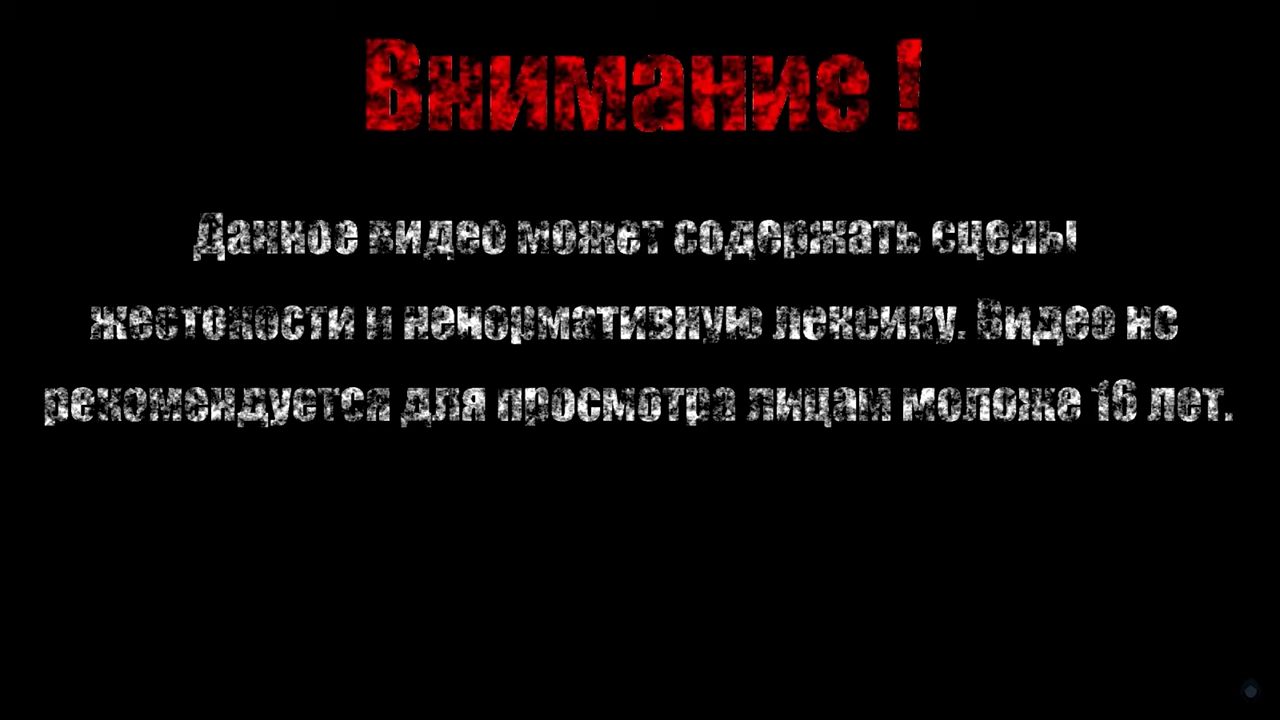 Внимание !
Данное видео может содержать сцены
жестокости и ненормативную лексику. Видео не
рекомендуется для просмотра лицам моложе 16 лет.